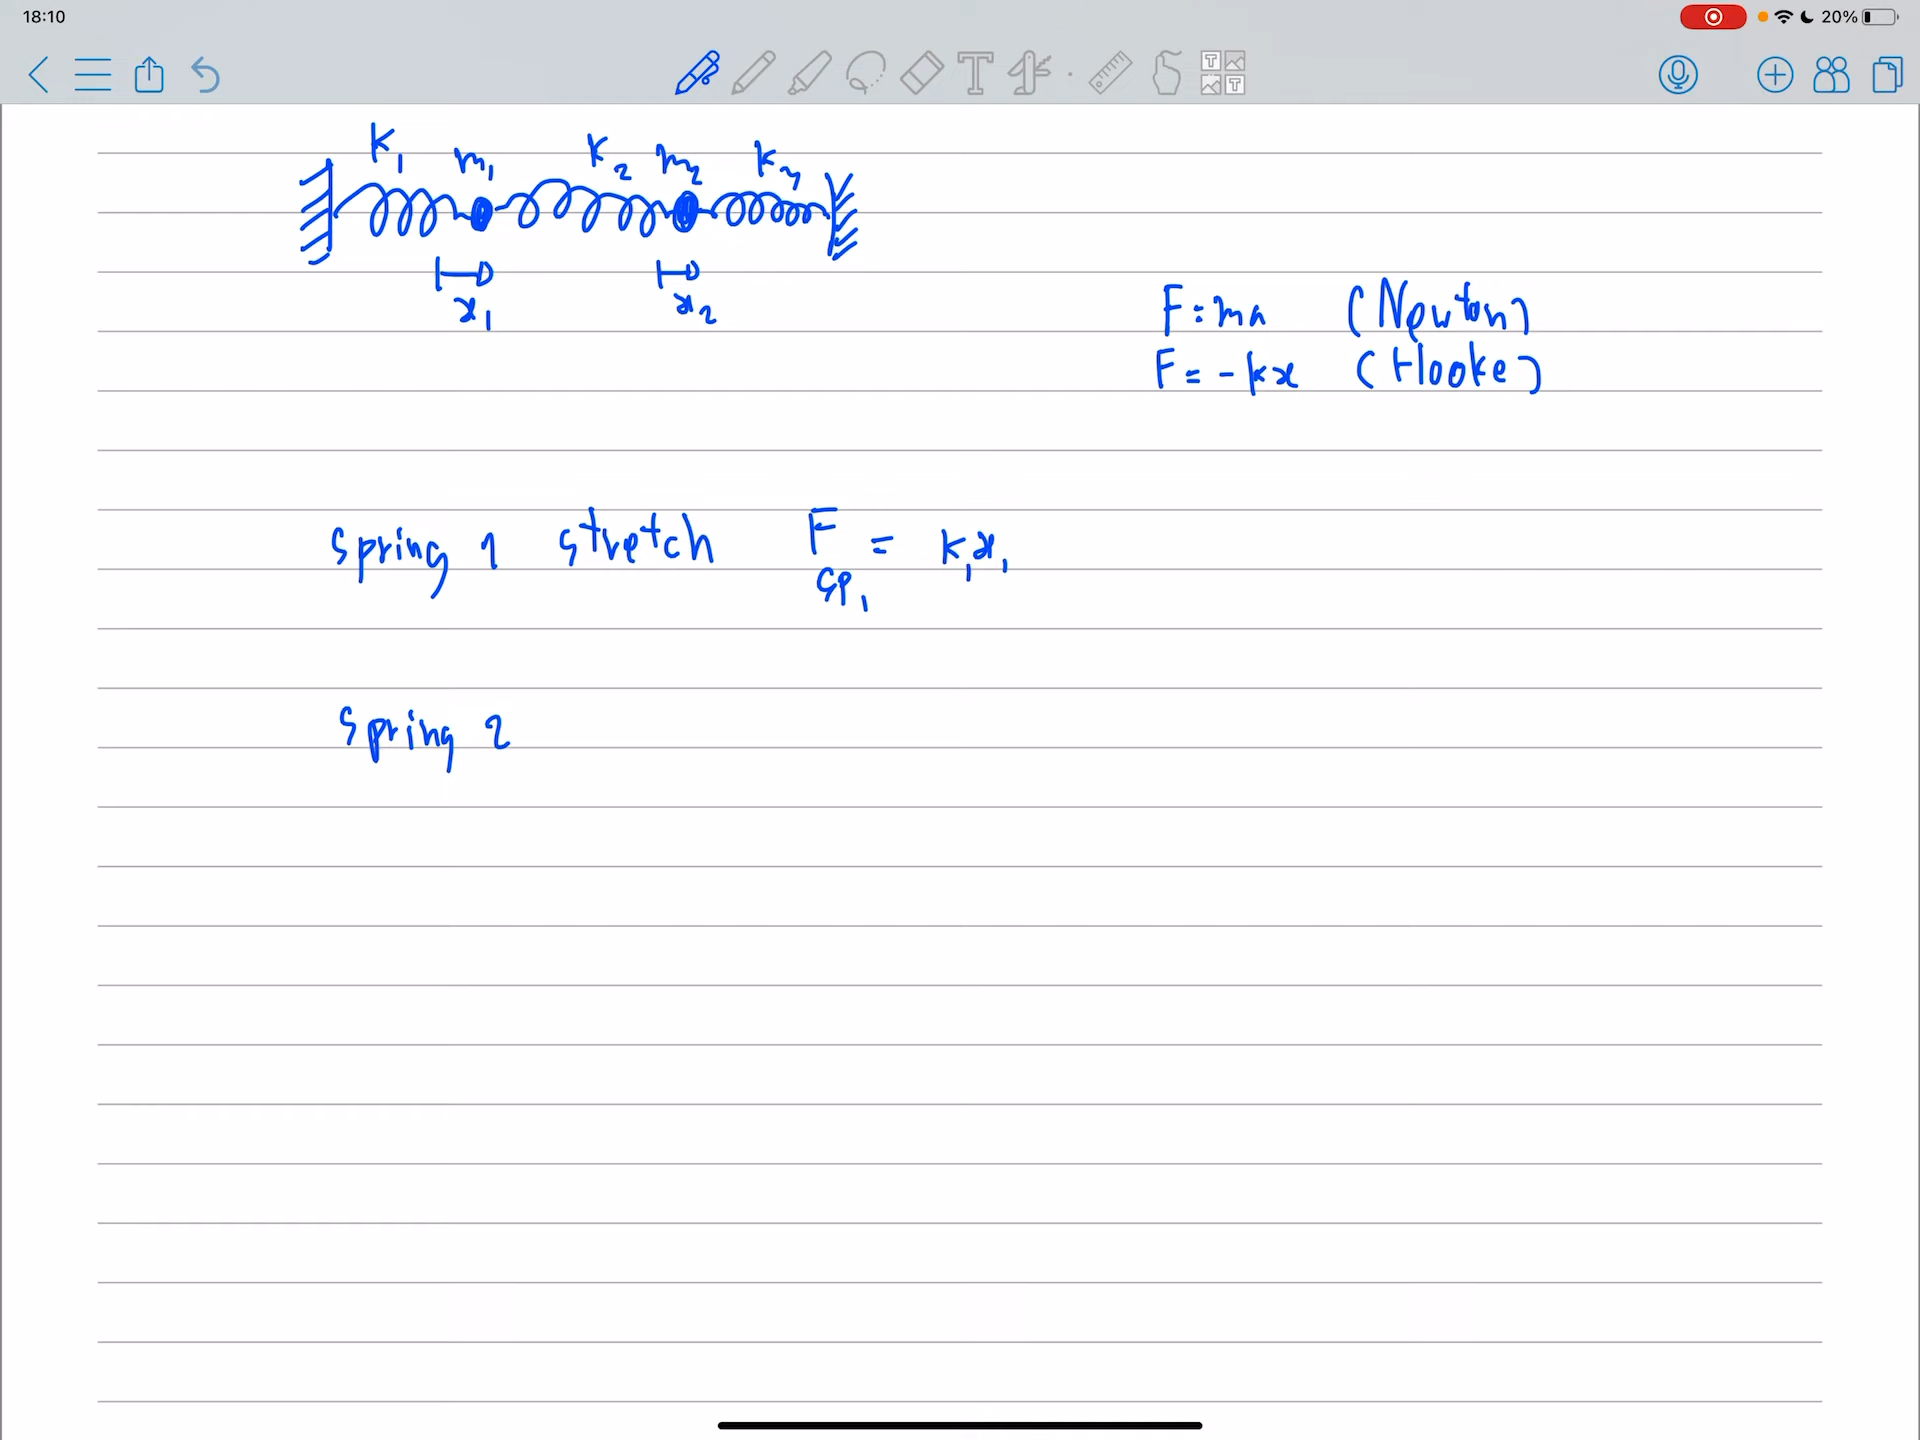 18:10
20%
K₁ m₁ K₂ m₂ K₃
x₁ x₂
F=ma (Newton)
F = -kx (Hooke)
spring 1 stretch F sp₁ = K₁x₁
spring 2